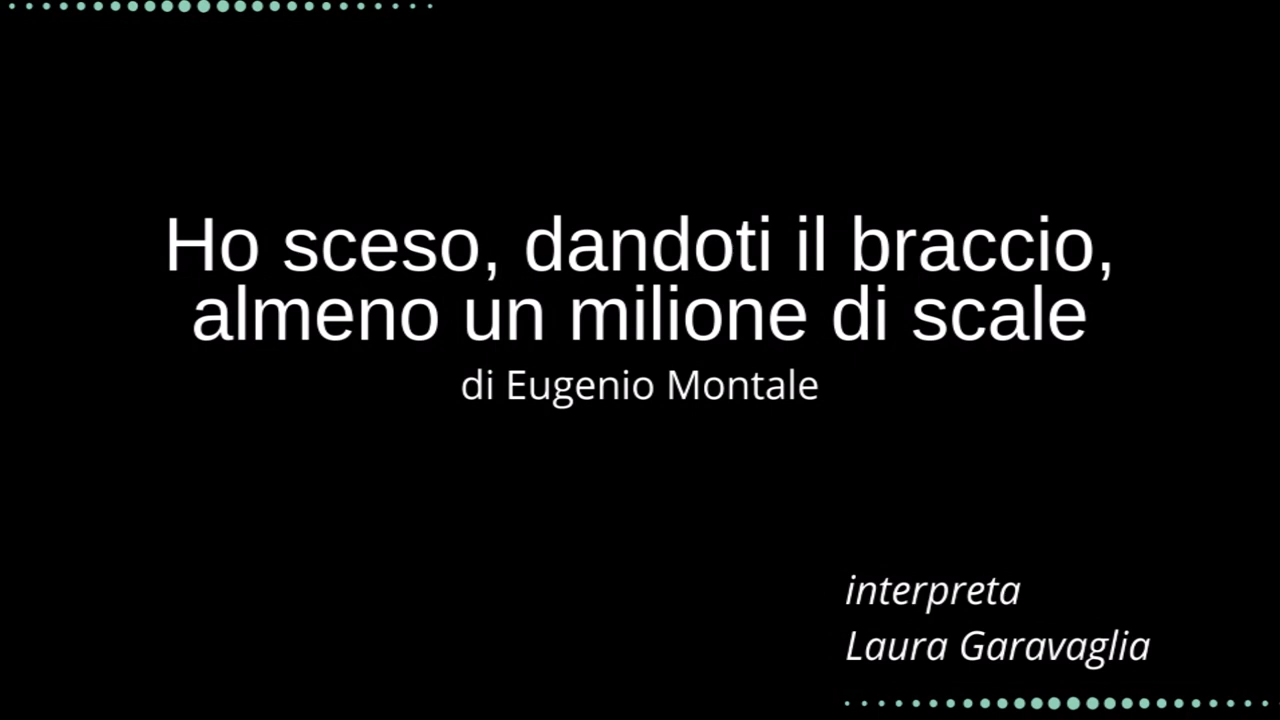 Ho sceso, dandoti il braccio,
almeno un milione di scale
di Eugenio Montale
interpreta
Laura Garavaglia